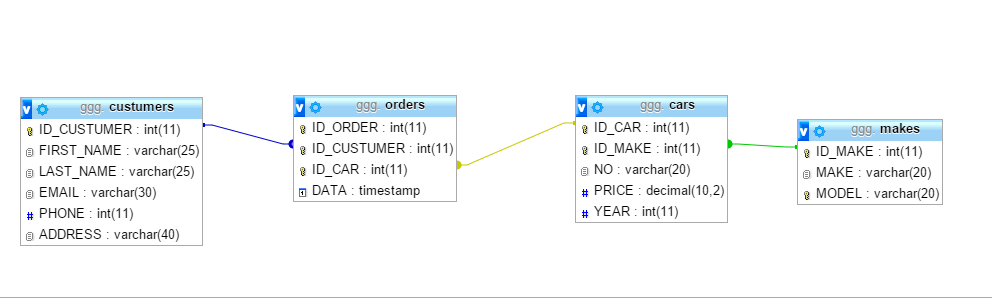 v ggg. custumers
ID_CUSTUMER : int(11)
FIRST_NAME : varchar(25)
LAST_NAME : varchar(25)
EMAIL : varchar(30)
# PHONE : int(11)
ADDRESS : varchar(40)
v ggg. orders
ID_ORDER : int(11)
ID_CUSTUMER : int(11)
ID_CAR : int(11)
DATA : timestamp
v ggg. cars
ID_CAR : int(11)
ID_MAKE : int(11)
NO : varchar(20)
# PRICE : decimal(10,2)
# YEAR : int(11)
v ggg. makes
ID_MAKE : int(11)
MAKE : varchar(20)
MODEL : varchar(20)